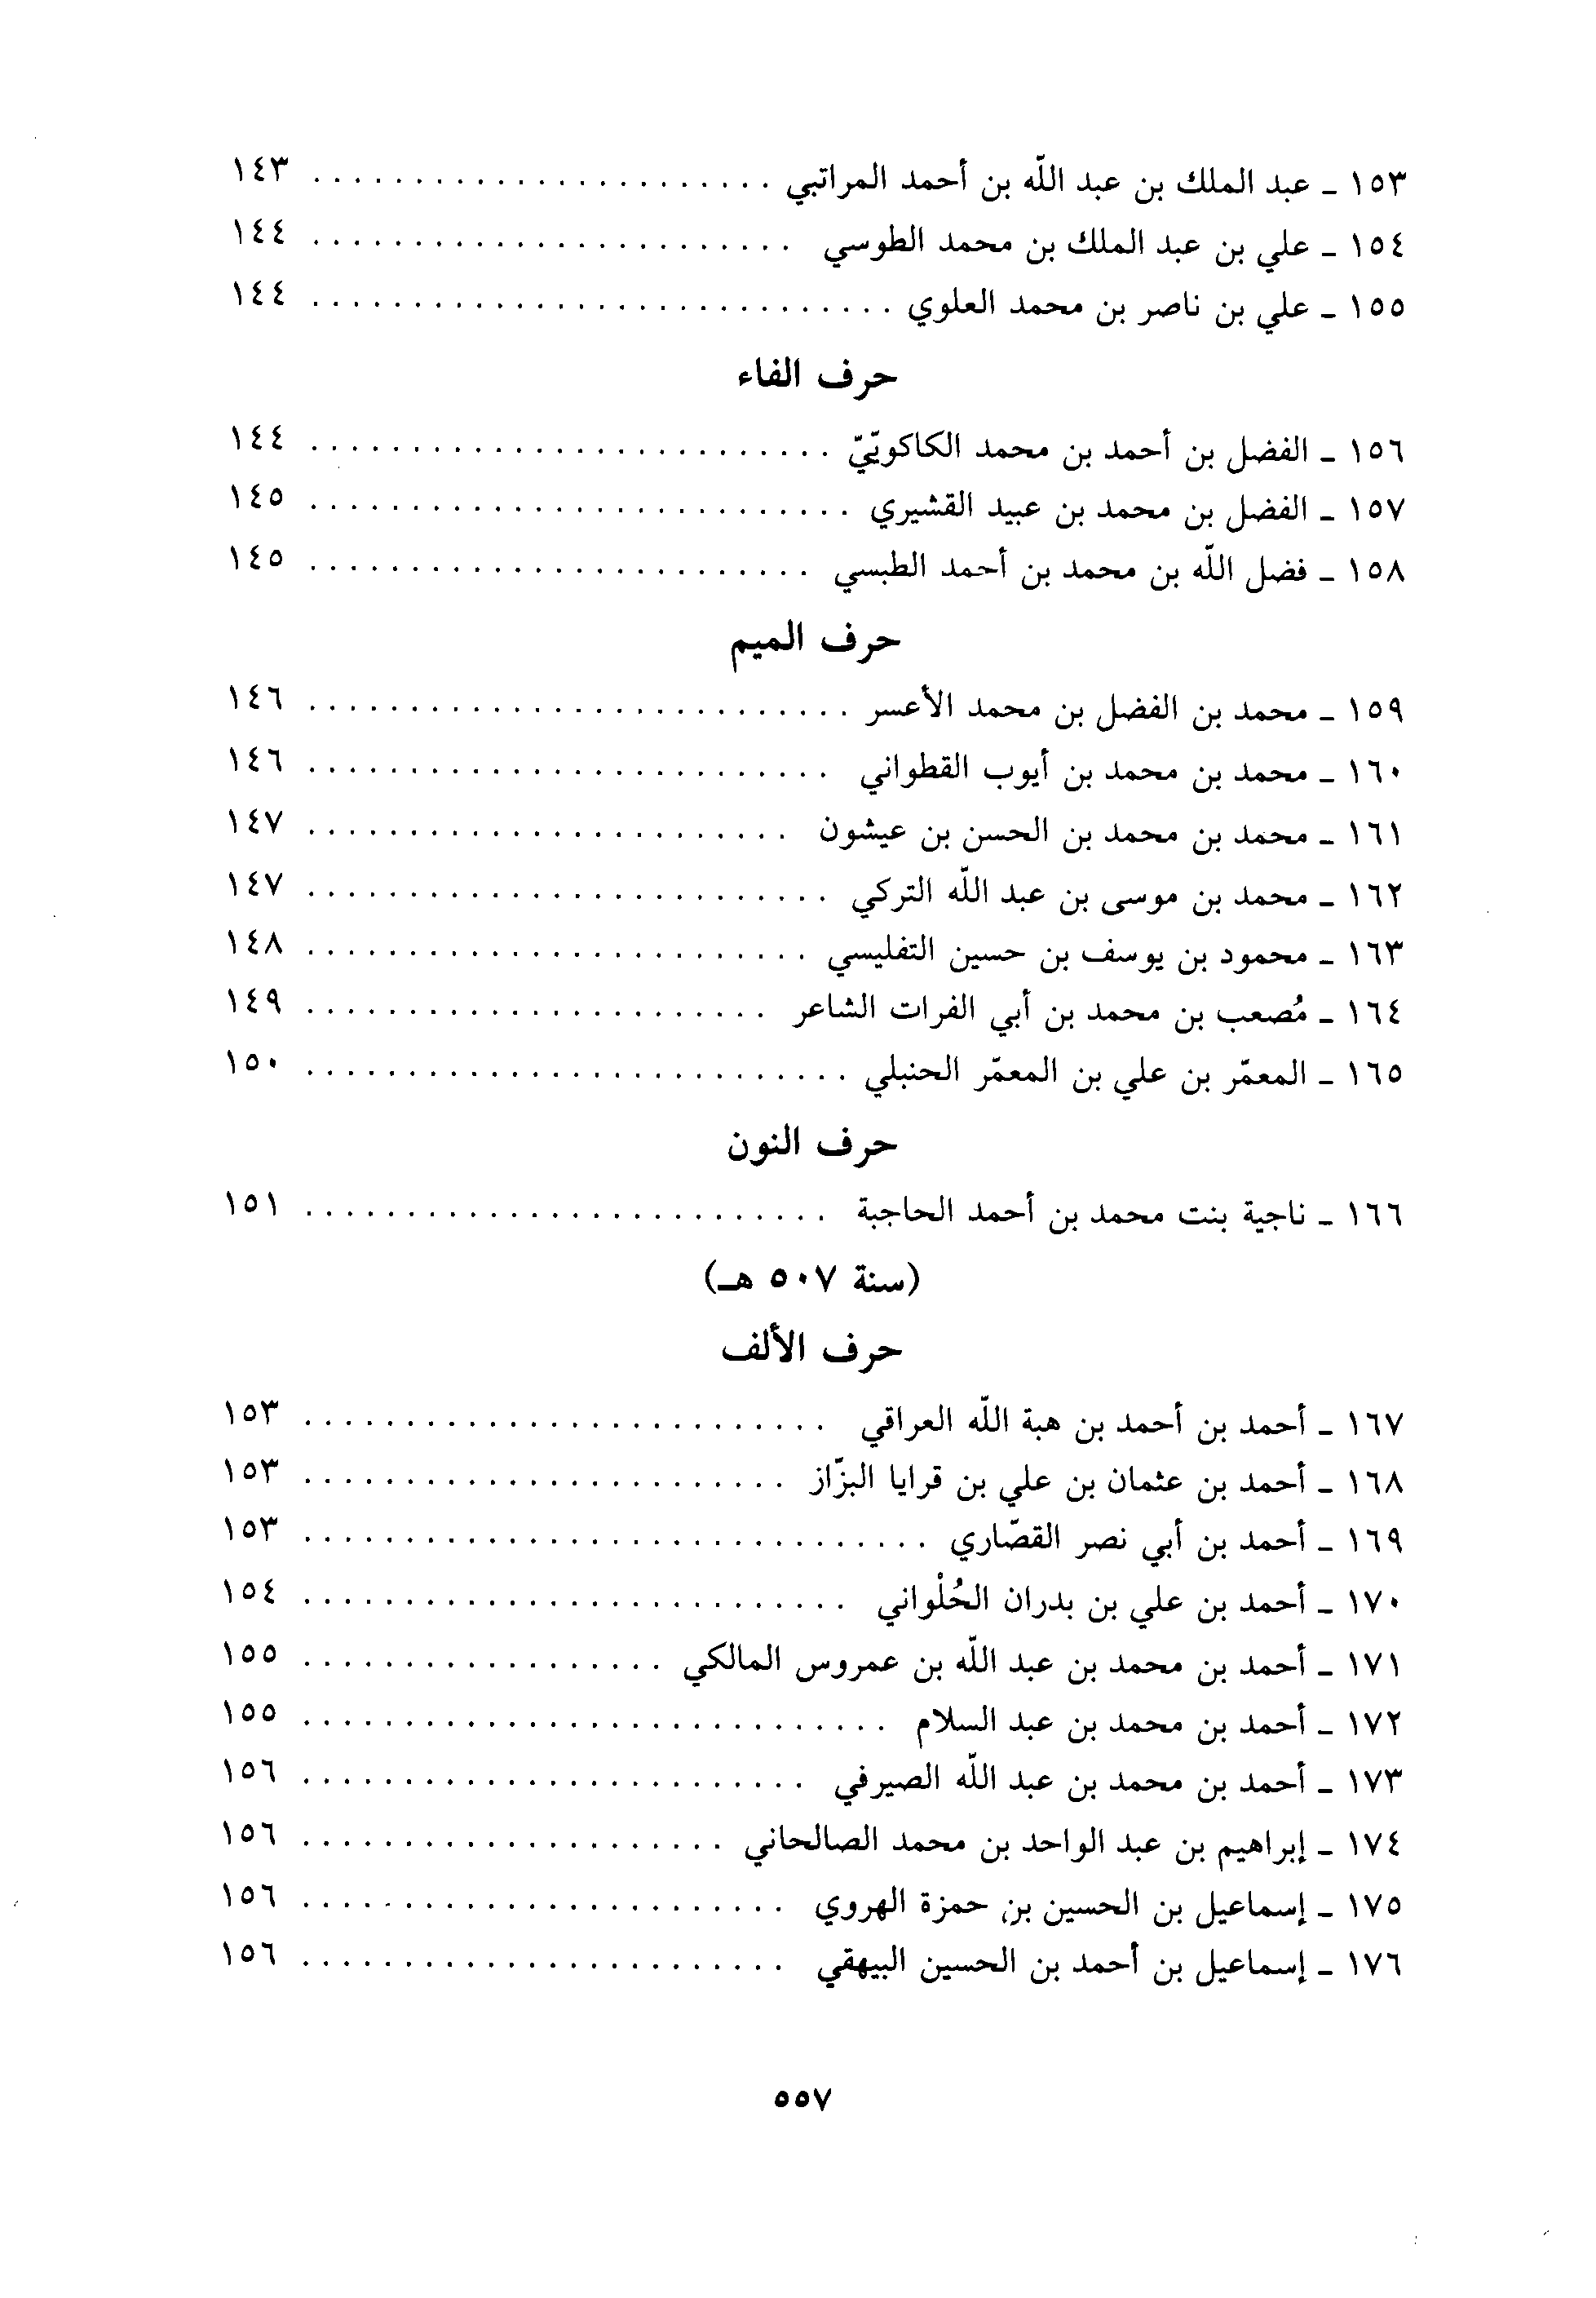 ١٥٣ ـ عبد الملك بن عبد اللّه بن أحمد المراتبي . . . . . . . . . . . . . . . . . . . . . . . ١٤٣
١٥٤ ـ علي بن عبد الملك بن محمد الطوسي . . . . . . . . . . . . . . . . . . . . . . . . ١٤٤
١٥٥ ـ علي بن ناصر بن محمد العلوي . . . . . . . . . . . . . . . . . . . . . . . . . . . . . ١٤٤
حرف الفاء
١٥٦ ـ الفضل بن أحمد بن محمد الكاكويّيّ . . . . . . . . . . . . . . . . . . . . . . . . . . ١٤٤
١٥٧ ـ الفضل بن محمد بن عبيد القشيري . . . . . . . . . . . . . . . . . . . . . . . . . . . ١٤٥
١٥٨ ـ فضل اللّه بن محمد بن أحمد الطبسي . . . . . . . . . . . . . . . . . . . . . . . . . ١٤٥
حرف الميم
١٥٩ ـ محمد بن الفضل بن محمد الأعسر . . . . . . . . . . . . . . . . . . . . . . . . . . . ١٤٦
١٦٠ ـ محمد بن محمد بن أيوب القطواني . . . . . . . . . . . . . . . . . . . . . . . . . . ١٤٦
١٦١ ـ محمد بن محمد بن الحسن بن عيشون . . . . . . . . . . . . . . . . . . . . . . . . ١٤٧
١٦٢ ـ محمد بن موسى بن عبد اللّه التركي . . . . . . . . . . . . . . . . . . . . . . . . . . ١٤٧
١٦٣ ـ محمود بن يوسف بن حسين التفليسي . . . . . . . . . . . . . . . . . . . . . . . . . ١٤٨
١٦٤ ـ مُصعب بن محمد بن أبي الفرات الشاعر . . . . . . . . . . . . . . . . . . . . . . . ١٤٩
١٦٥ ـ المعمّر بن علي بن المعمّر الحنبلي . . . . . . . . . . . . . . . . . . . . . . . . . . . ١٥٠
حرف النون
١٦٦ ـ ناجية بنت محمد بن أحمد الحاجبة . . . . . . . . . . . . . . . . . . . . . . . . . . ١٥١
(سنة ٥٠٧ هـ)
حرف الألف
١٦٧ ـ أحمد بن أحمد بن هبة اللّه العراقي . . . . . . . . . . . . . . . . . . . . . . . . . . ١٥٣
١٦٨ ـ أحمد بن عثمان بن علي بن قرايا البزّاز . . . . . . . . . . . . . . . . . . . . . . . . ١٥٣
١٦٩ ـ أحمد بن أبي نصر القصّاري . . . . . . . . . . . . . . . . . . . . . . . . . . . . . . . ١٥٣
١٧٠ ـ أحمد بن علي بن بدران الحُلْواني . . . . . . . . . . . . . . . . . . . . . . . . . . . ١٥٤
١٧١ ـ أحمد بن محمد بن عبد اللّه بن عمروس المالكي . . . . . . . . . . . . . . . . . . ١٥٥
١٧٢ ـ أحمد بن محمد بن عبد السلام . . . . . . . . . . . . . . . . . . . . . . . . . . . . . ١٥٥
١٧٣ ـ أحمد بن محمد بن عبد اللّه الصيرفي . . . . . . . . . . . . . . . . . . . . . . . . . ١٥٦
١٧٤ ـ إبراهيم بن عبد الواحد بن محمد الصالحاني . . . . . . . . . . . . . . . . . . . . . ١٥٦
١٧٥ ـ إسماعيل بن الحسين بن حمزة الهروي . . . . . . . . . . . . . . . . . . . . . . . . ١٥٦
١٧٦ ـ إسماعيل بن أحمد بن الحسين البيهقي . . . . . . . . . . . . . . . . . . . . . . . . ١٥٦
٥٥٧